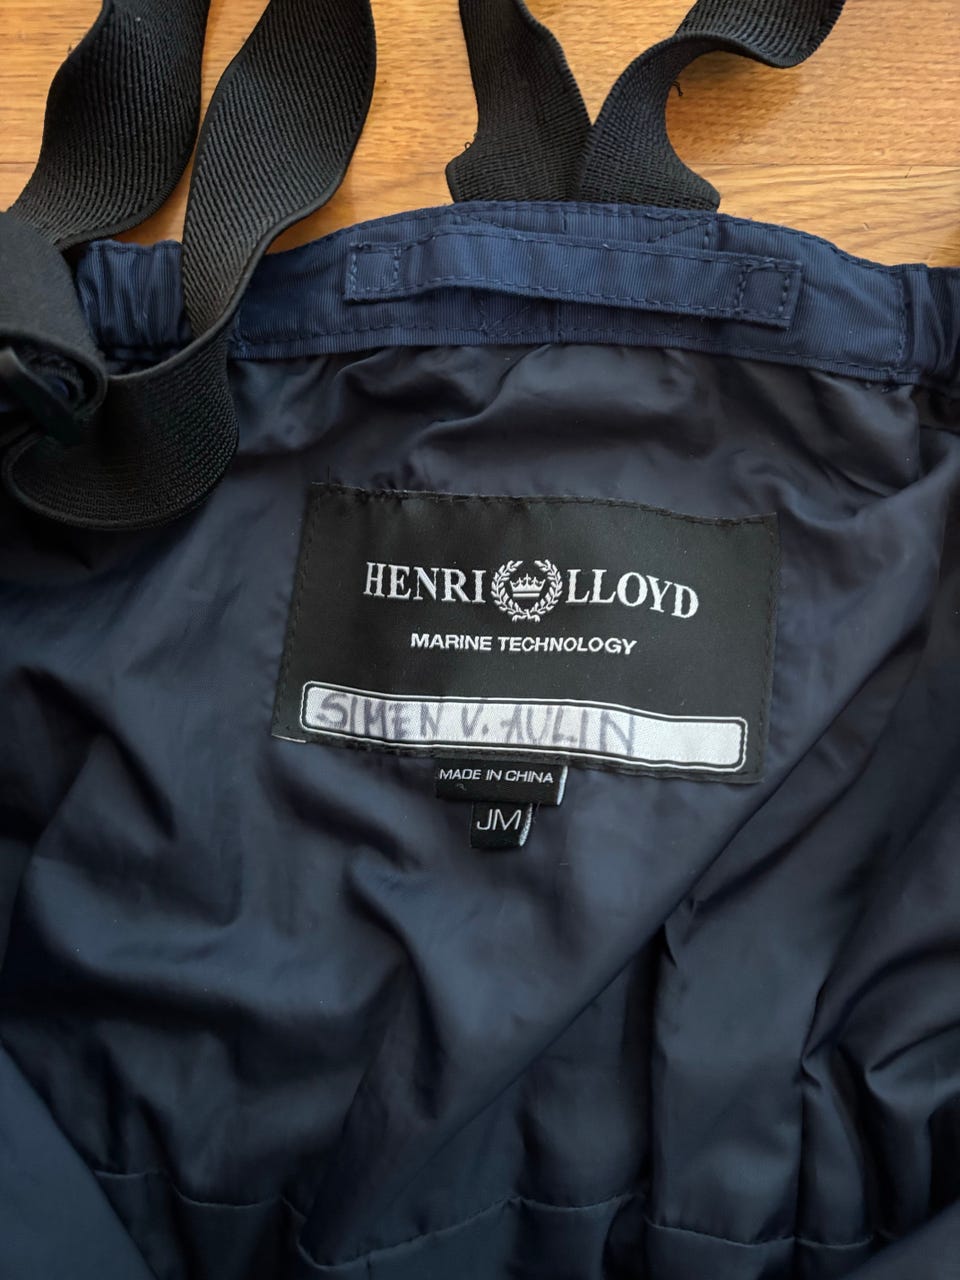 HENRI LLOYD
MARINE TECHNOLOGY
SIMEN V. AULIN
MADE IN CHINA
JM